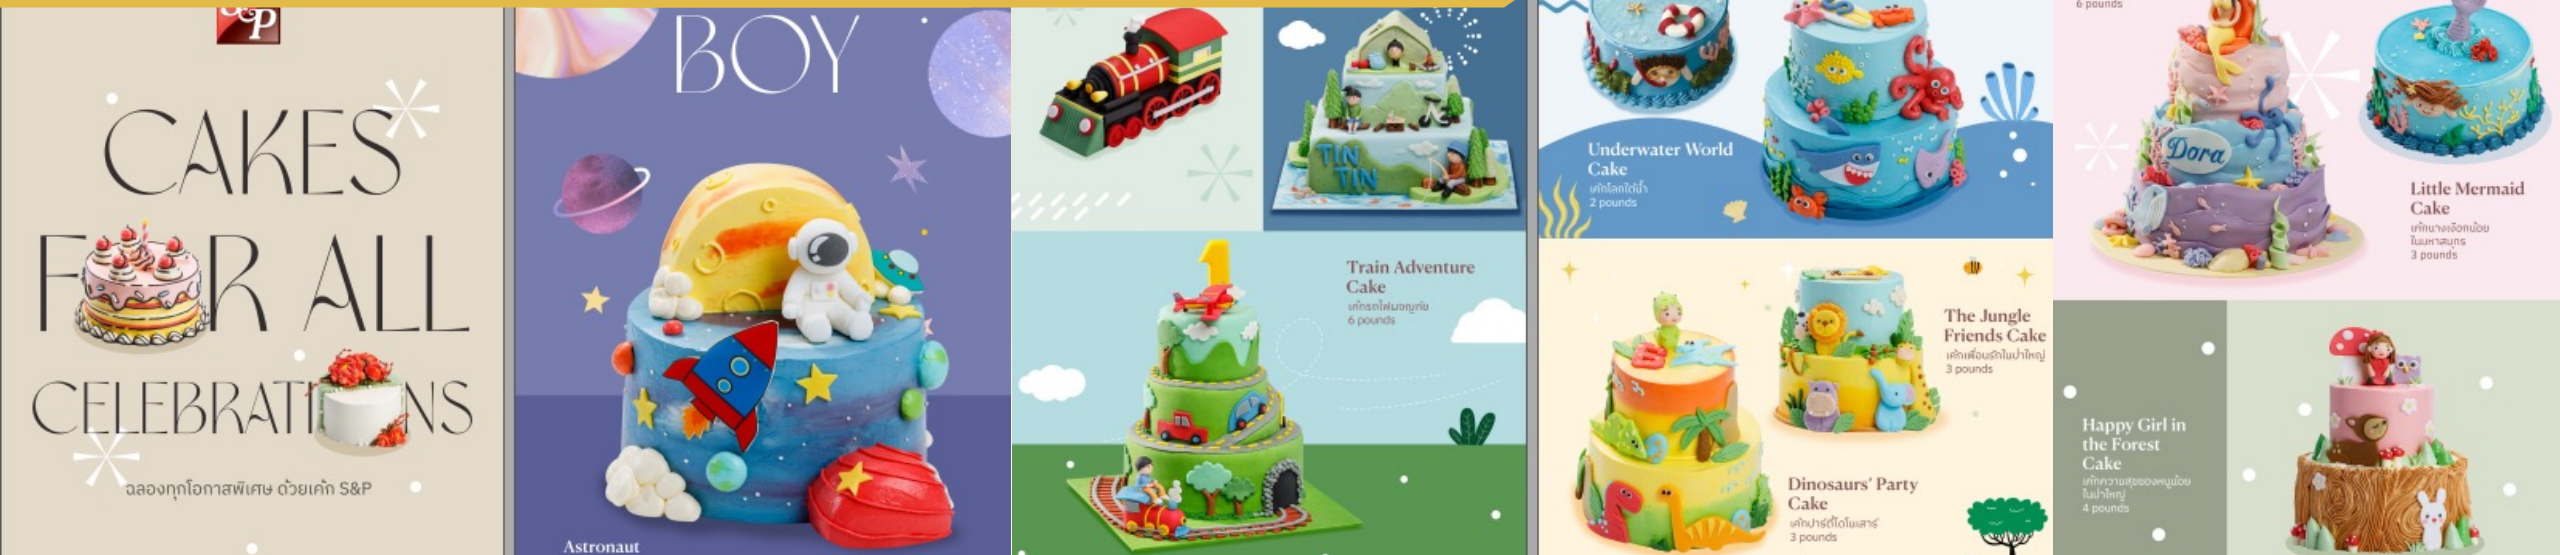 S&P
CAKES
FOR ALL
CELEBRATIONS
ฉลองทุกโอกาสพิเศษ ด้วยเค้ก S&P
BOY
Astronaut
TIN
TIN
1
Train Adventure
Cake
เค้กรถไฟผจญภัย
6 pounds
Underwater World
Cake
เค้กโลกใต้น้ำ
2 pounds
The Jungle
Friends Cake
เค้กเพื่อนรักในป่าใหญ่
3 pounds
Dinosaurs' Party
Cake
เค้กปาร์ตี้ไดโนเสาร์
3 pounds
6 pounds
Dora
Little Mermaid
Cake
เค้กนางเงือกน้อย
ในมหาสมุทร
3 pounds
Happy Girl in
the Forest
Cake
เค้กความสุขของหนูน้อย
ในป่าใหญ่
4 pounds